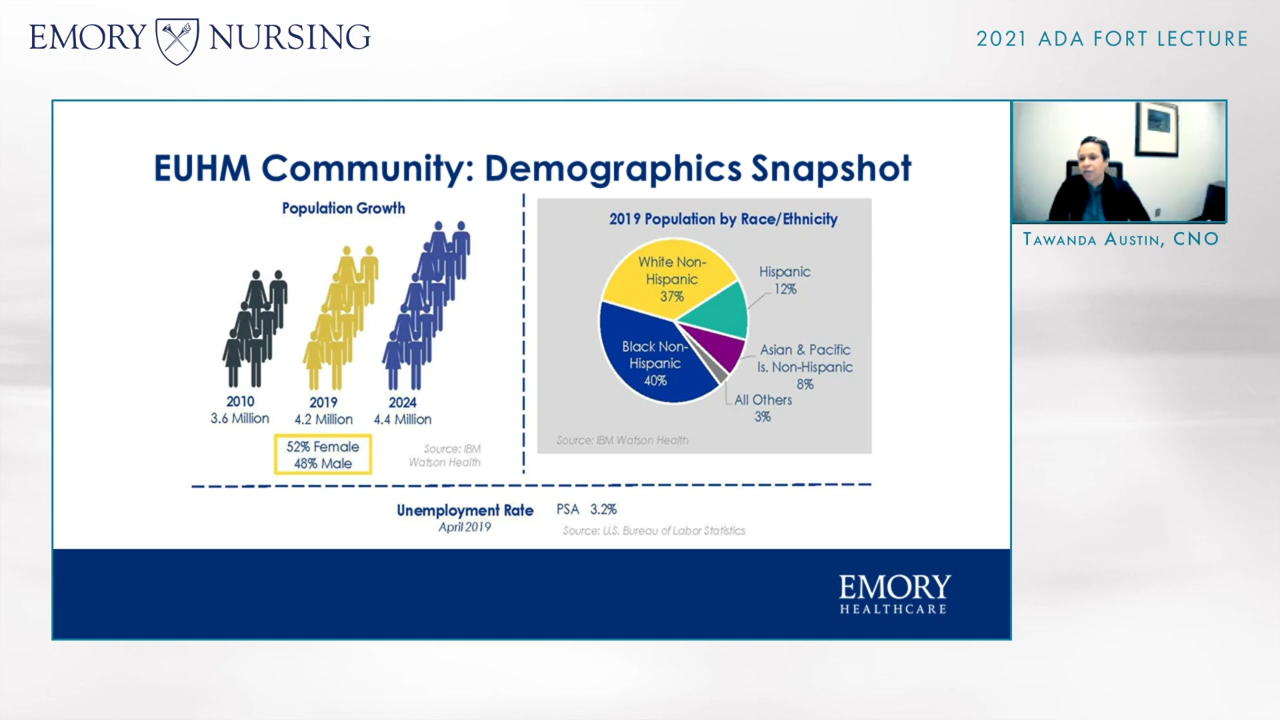 EMORY NURSING
2021 ADA FORT LECTURE
EUHM Community: Demographics Snapshot
Population Growth
2010
3.6 Million
2019
4.2 Million
2024
4.4 Million
52% Female
48% Male
Source: IBM
Watson Health
2019 Population by Race/Ethnicity
White Non-
Hispanic
37%
Hispanic
12%
Black Non-
Hispanic
40%
Asian & Pacific
Is. Non-Hispanic
8%
All Others
3%
Source: IBM Watson Health
Unemployment Rate
April 2019
PSA 3.2%
Source: U.S. Bureau of Labor Statistics
EMORY
HEALTHCARE
TAWANDA AUSTIN, CNO